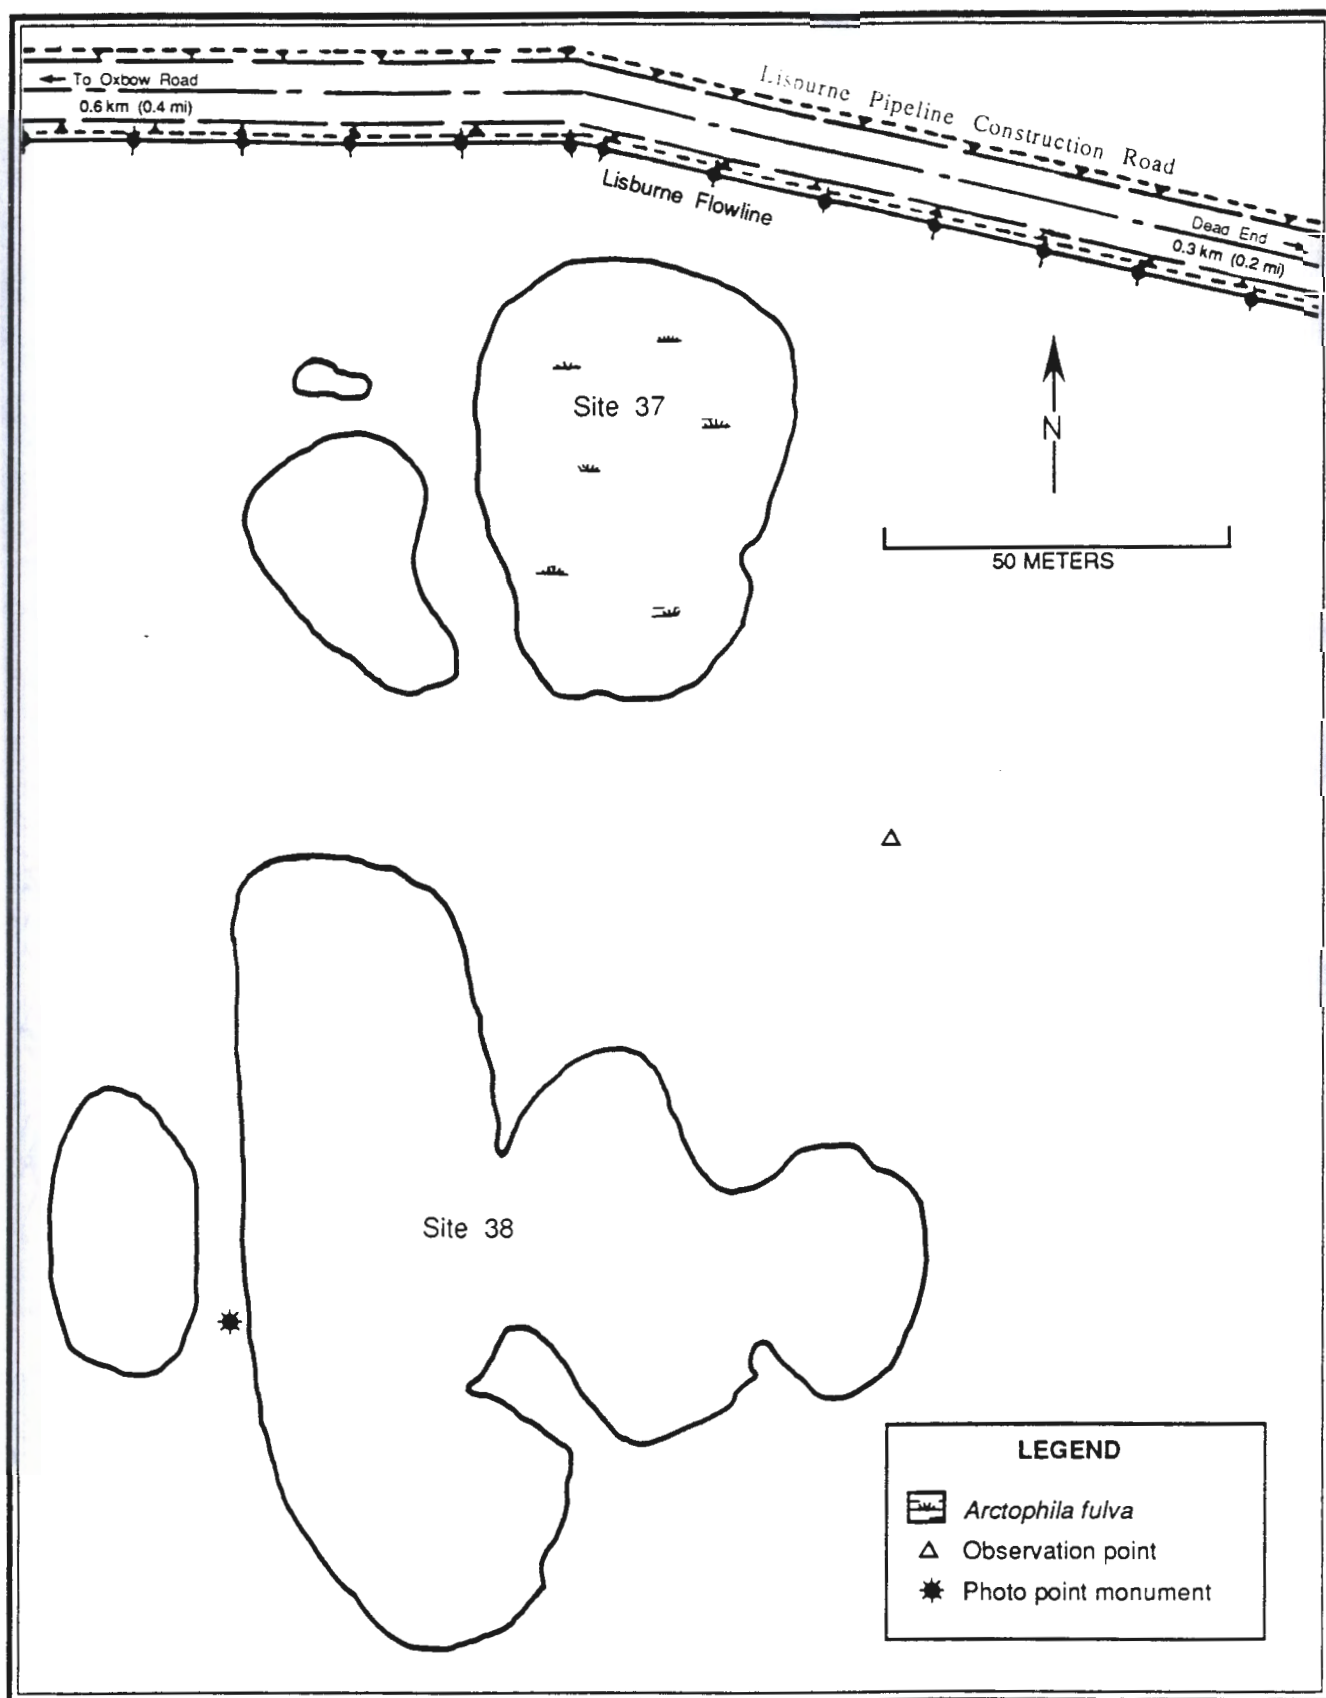 To Oxbow Road
0.6 km (0.4 mi)
Lisburne Pipeline Construction Road
Lisburne Flowline
Dead End
0.3 km (0.2 mi)
Site 37
N
50 METERS
Site 38
LEGEND
Arctophila fulva
Observation point
Photo point monument